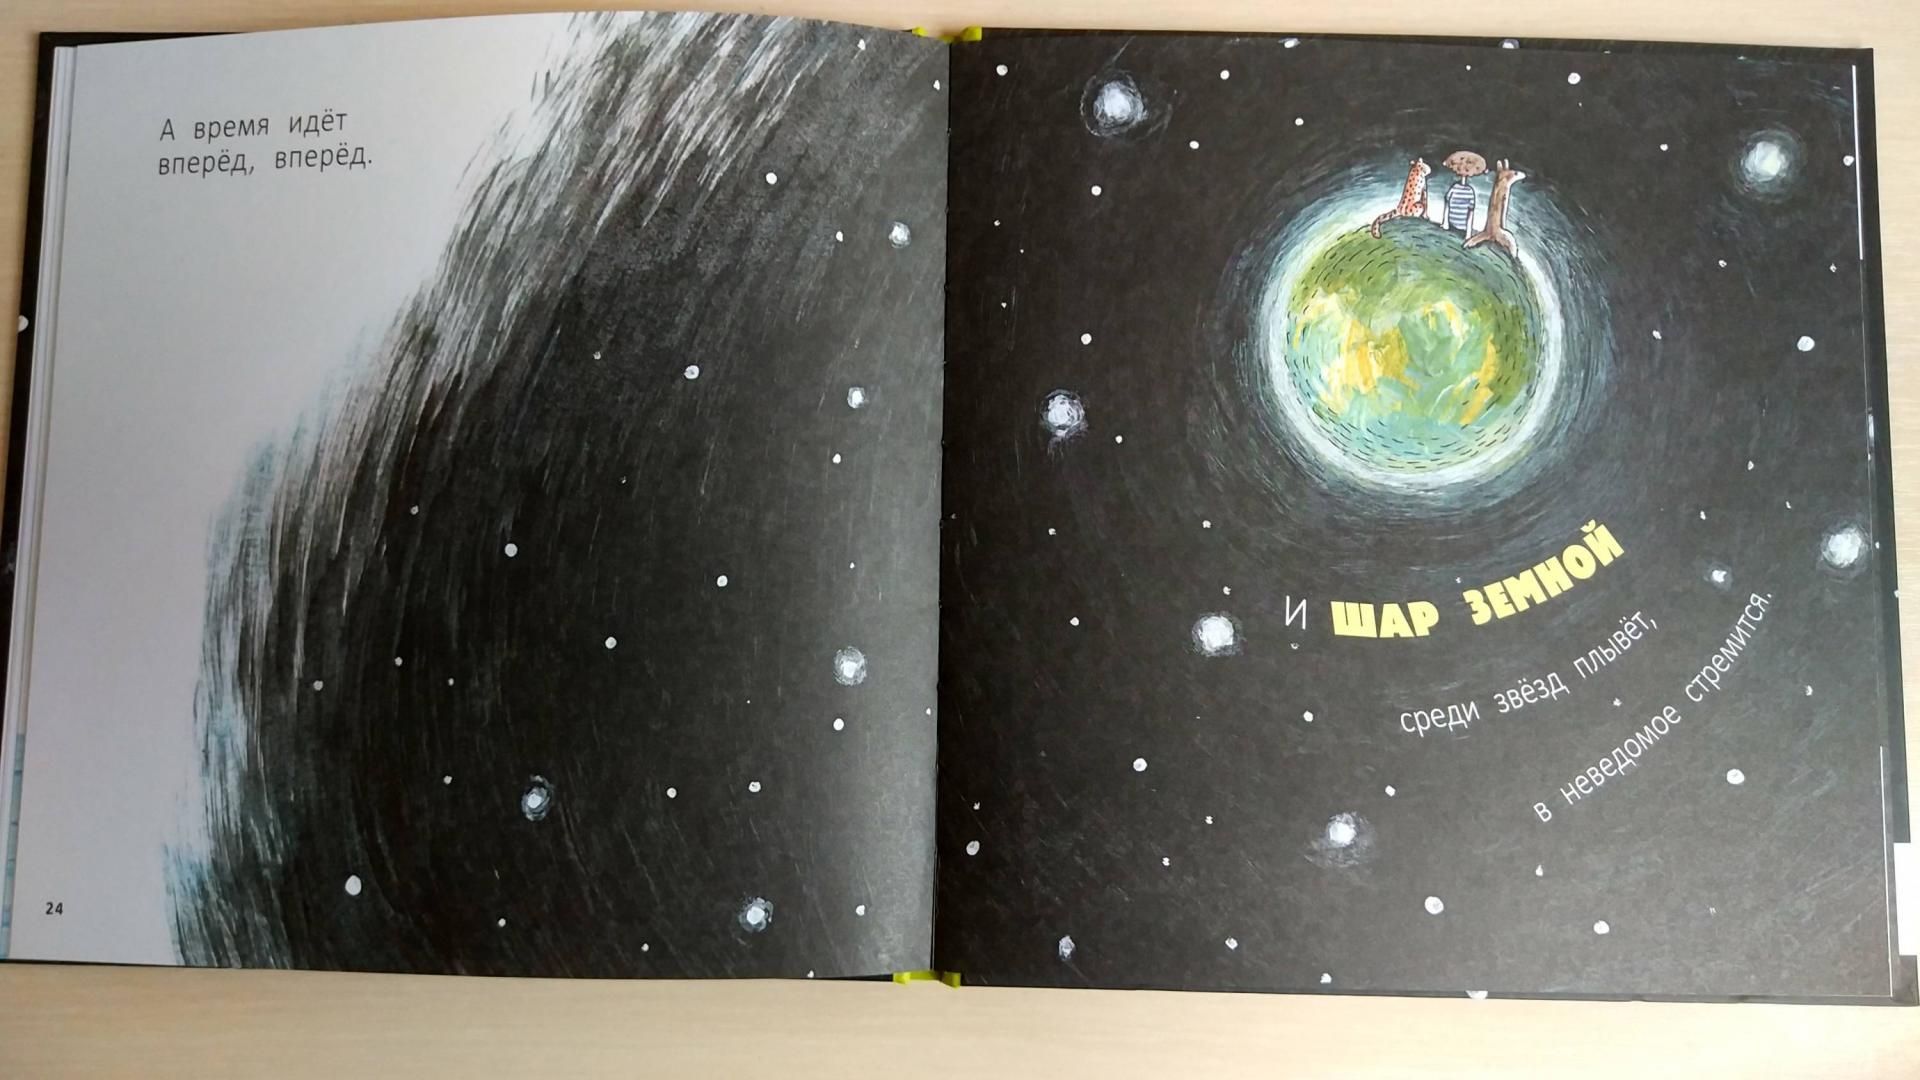 А время идёт
вперёд, вперёд.
24
И ШАР ЗЕМНОЙ
среди звёзд плывёт,
в неведомое стремится.